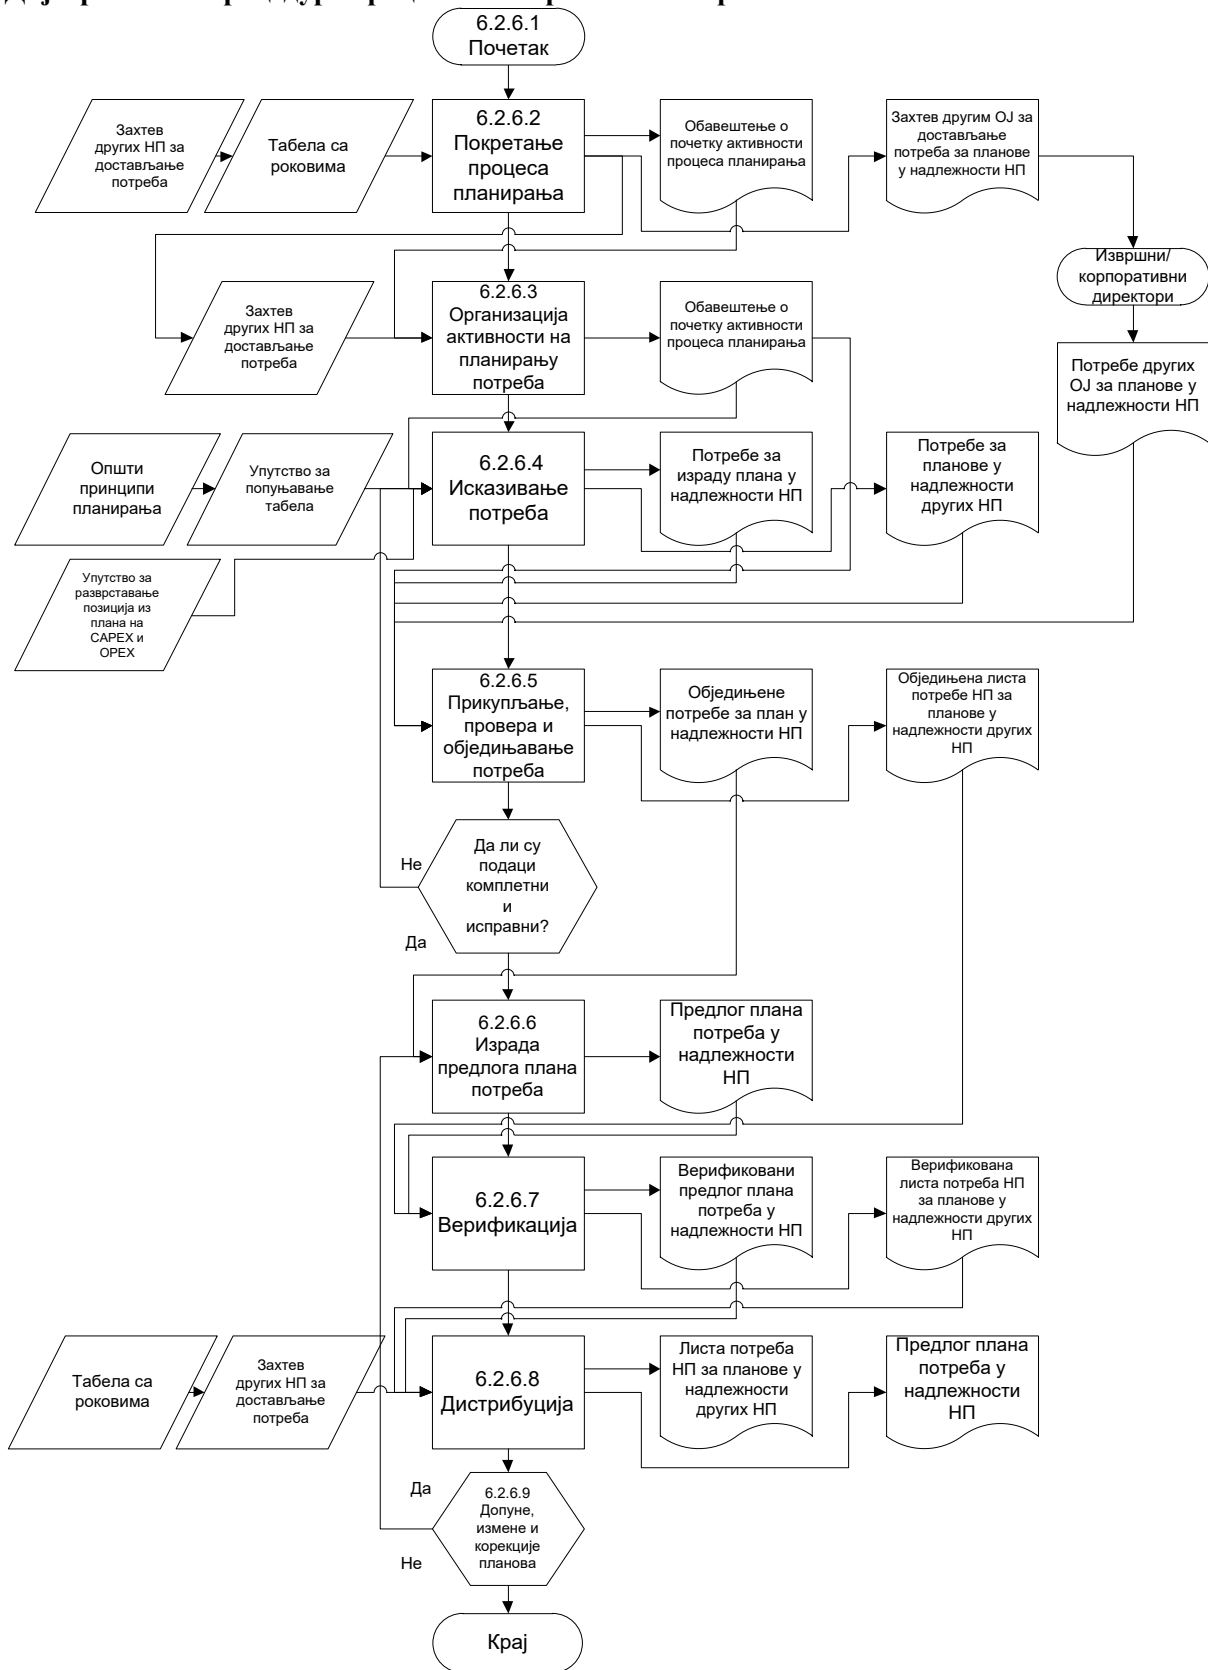 6.2.6.1
Почетак
Захтев
других НП за
достављање
потреба
Табела са
роковима
6.2.6.2
Покретање
процеса
планирања
Обавештење о
почетку активности
процеса планирања
Захтев другим ОЈ за
достављање
потреба за планове
у надлежности НП
Извршни/
корпоративни
директори
Захтев
других НП за
достављање
потреба
6.2.6.3
Организација
активности на
планирању
потреба
Обавештење о
почетку активности
процеса планирања
Потребе других
ОЈ за планове у
надлежности НП
Општи
принципи
планирања
Упутство за
попуњавање
табела
6.2.6.4
Исказивање
потреба
Потребе за
израду плана у
надлежности НП
Потребе за
планове у
надлежности
других НП
Упутство за
разврставање
позиција из
плана на
CAPEX и
OPEX
6.2.6.5
Прикупљање,
провера и
обједињавање
потреба
Обједињене
потребе за план у
надлежности НП
Обједињена листа
потребе НП за
планове у
надлежности других
НП
Не
Да ли су
подаци
комплетни
и
исправни?
Да
6.2.6.6
Израда
предлога плана
потреба
Предлог плана
потреба у
надлежности
НП
6.2.6.7
Верификација
Верификовани
предлог плана
потреба у
надлежности НП
Верификована
листа потреба НП
за планове у
надлежности других
НП
Табела са
роковима
Захтев
других НП за
достављање
потреба
6.2.6.8
Дистрибуција
Листа потреба
НП за планове у
надлежности
других НП
Предлог плана
потреба у
надлежности
НП
Да
6.2.6.9
Допуне,
измене и
корекције
планова
Не
Крај